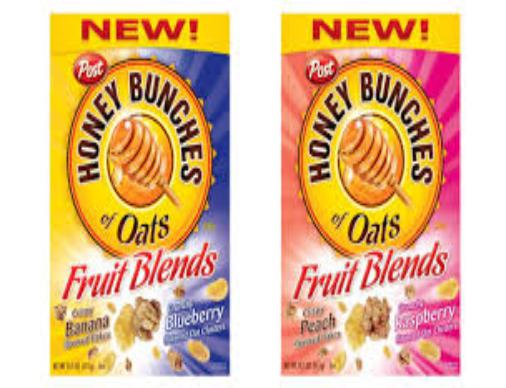 NEW!
Post
HONEY BUNCHES
of Oats
Fruit Blends
Banana
Blueberry
NEW!
Post
HONEY BUNCHES
of Oats
Fruit Blends
Peach
Raspberry